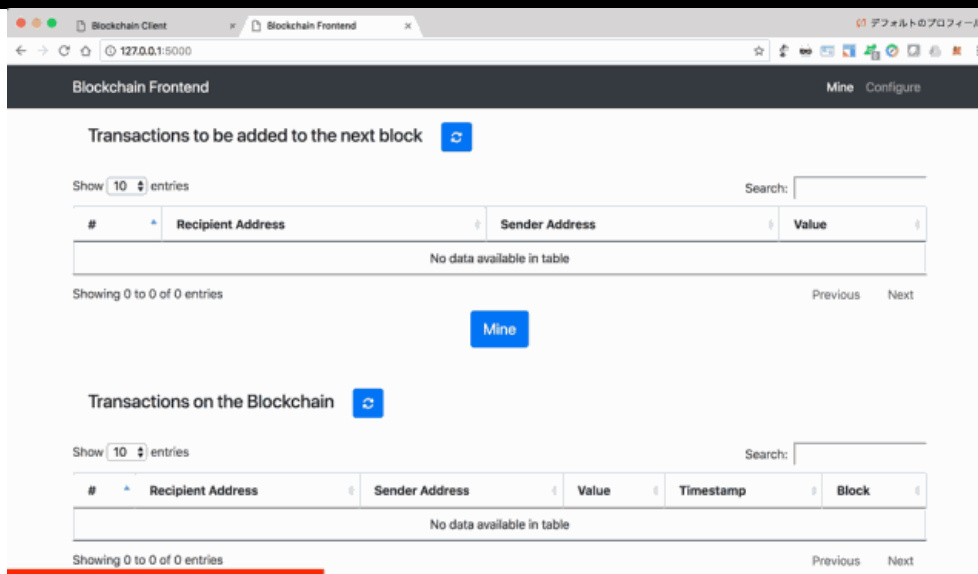 Blockchain Client × Blockchain Frontend × デフォルトのプロフィール
127.0.0.1:5000
Blockchain Frontend Mine Configure
Transactions to be added to the next block
Show 10 entries Search:
# Recipient Address Sender Address Value
No data available in table
Showing 0 to 0 of 0 entries Previous Next
Mine
Transactions on the Blockchain
Show 10 entries Search:
# Recipient Address Sender Address Value Timestamp Block
No data available in table
Showing 0 to 0 of 0 entries Previous Next